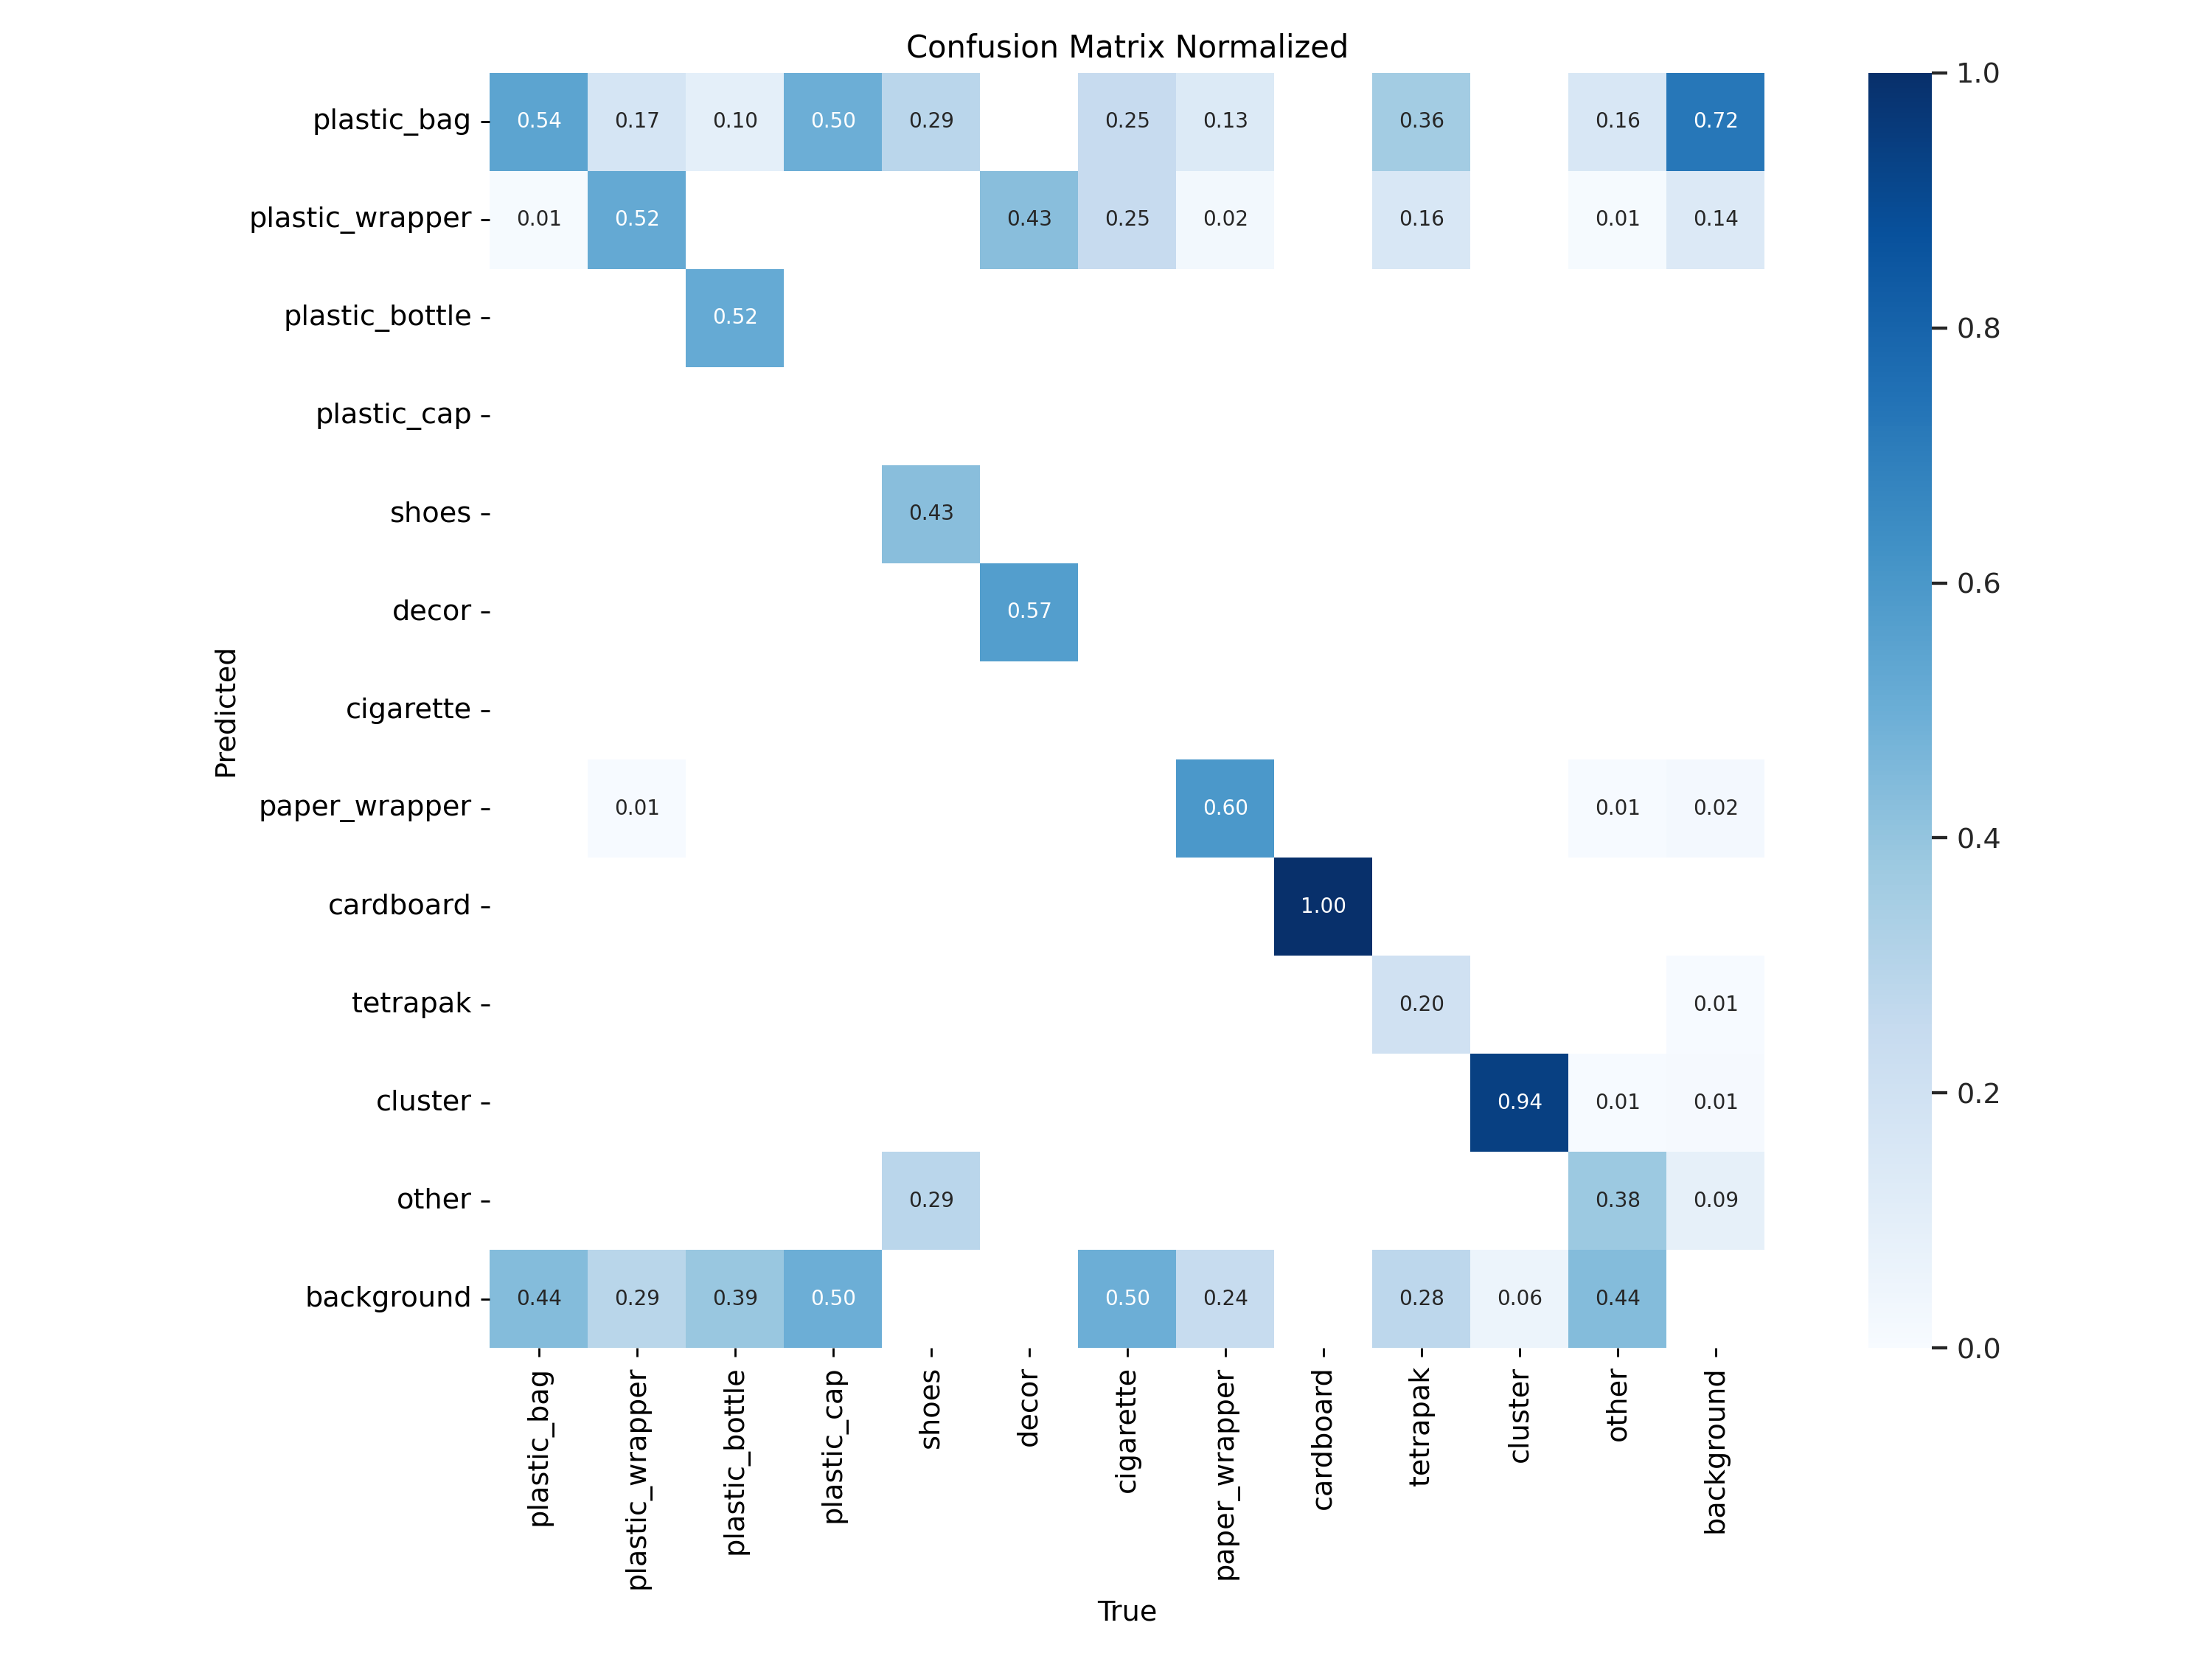 Confusion Matrix Normalized
plastic_bag 0.54 0.17 0.10 0.50 0.29 0.25 0.13 0.36 0.16 0.72
plastic_wrapper 0.01 0.52 0.43 0.25 0.02 0.16 0.01 0.14
plastic_bottle 0.52
plastic_cap
shoes 0.43
decor 0.57
cigarette
paper_wrapper 0.01 0.60 0.01 0.02
cardboard 1.00
tetrapak 0.20 0.01
cluster 0.94 0.01 0.01
other 0.29 0.38 0.09
background 0.44 0.29 0.39 0.50 0.50 0.24 0.28 0.06 0.44
Predicted
plastic_bag
plastic_wrapper
plastic_bottle
plastic_cap
shoes
decor
cigarette
paper_wrapper
cardboard
tetrapak
cluster
other
background
True
1.0
0.8
0.6
0.4
0.2
0.0